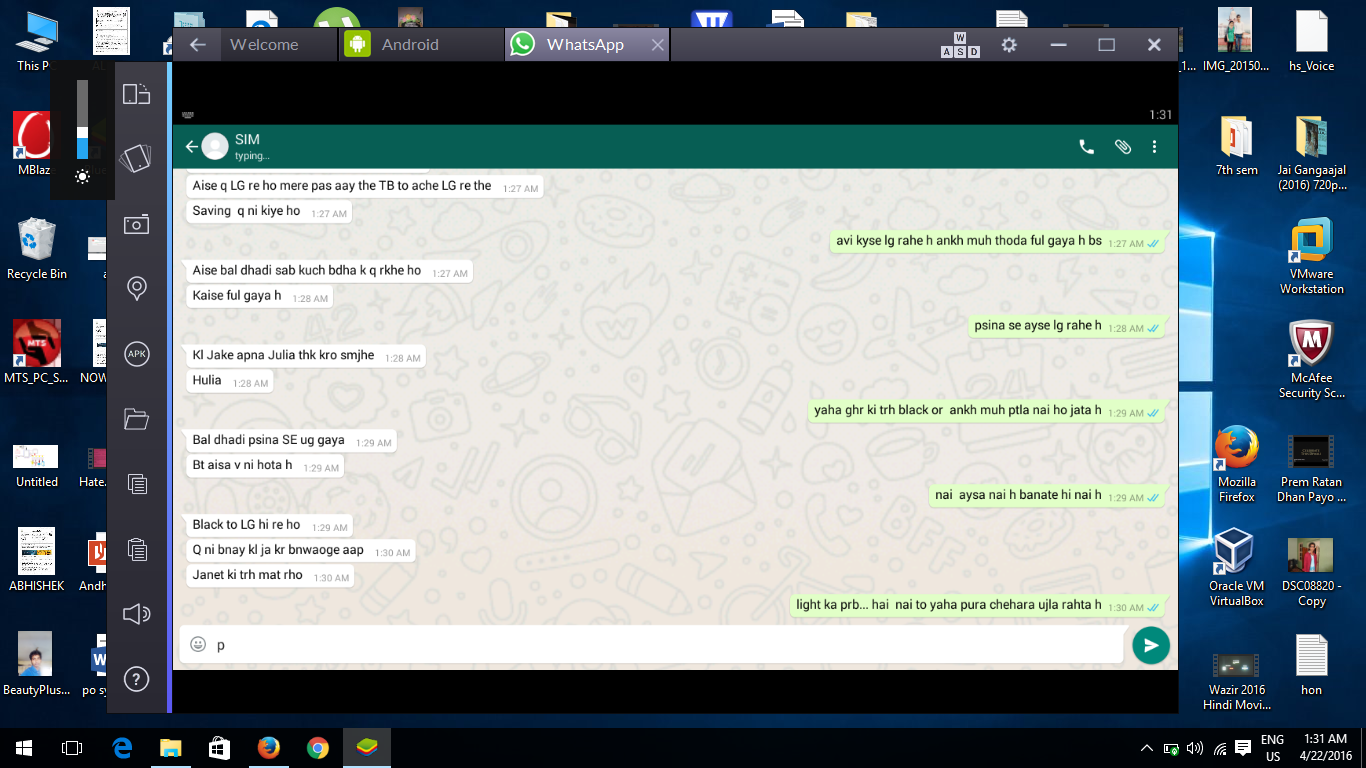 This P
Welcome
Android
WhatsApp
W
A S D
IMG_20150...
hs_Voice
1:31
SIM
typing...
MBlaz
Aise q LG re ho mere pas aay the TB to ache LG re the 1:27 AM
7th sem
Jai Gangaajal
(2016) 720p...
Saving q ni kiye ho 1:27 AM
avi kyse lg rahe h ankh muh thoda ful gaya h bs 1:27 AM
Recycle Bin
a
Aise bal dhadi sab kuch bdha k q rkhe ho 1:27 AM
VMware
Workstation
Kaise ful gaya h 1:28 AM
psina se ayse lg rahe h 1:28 AM
MTS
APK
Kl Jake apna Julia thk kro smjhe 1:28 AM
MTS_PC_S...
NOW
Hulia 1:28 AM
McAfee
Security Sc...
yaha ghr ki trh black or ankh muh ptla nai ho jata h 1:29 AM
Bal dhadi psina SE ug gaya 1:29 AM
Bt aisa v ni hota h 1:29 AM
Untitled
Hate.
Mozilla
Firefox
Prem Ratan
Dhan Payo ...
nai aysa nai h banate hi nai h 1:29 AM
Black to LG hi re ho 1:29 AM
Q ni bnay kl ja kr bnwaoge aap 1:30 AM
Janet ki trh mat rho 1:30 AM
ABHISHEK
Andh
Oracle VM
VirtualBox
DSC08820 -
Copy
light ka prb... hai nai to yaha pura chehara ujla rahta h 1:30 AM
p
BeautyPlus...
po sy
Wazir 2016
Hindi Movi...
hon
ENG
US
1:31 AM
4/22/2016